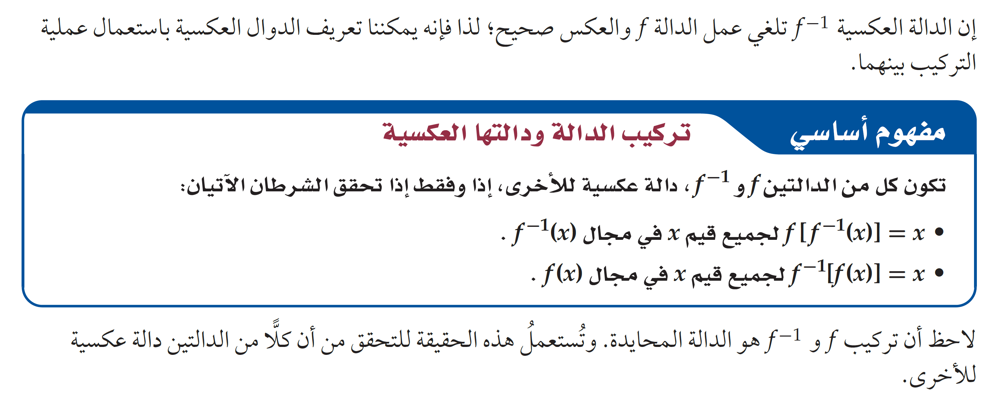 إن الدالة العكسية f⁻¹ تلغي عمل الدالة f والعكس صحيح؛ لذا فإنه يمكننا تعريف الدوال العكسية باستعمال عملية
التركيب بينهما.
مفهوم أساسي
تركيب الدالة ودالتها العكسية
تكون كل من الدالتين f و f⁻¹، دالة عكسية للأخرى، إذا وفقط إذا تحقق الشرطان الآتيان:
• f [f⁻¹(x)] = x لجميع قيم x في مجال f⁻¹(x) .
• f⁻¹[f(x)] = x لجميع قيم x في مجال f(x) .
لاحظ أن تركيب f و f⁻¹ هو الدالة المحايدة. وتُستعملُ هذه الحقيقة للتحقق من أن كلًّا من الدالتين دالة عكسية
للأخرى.